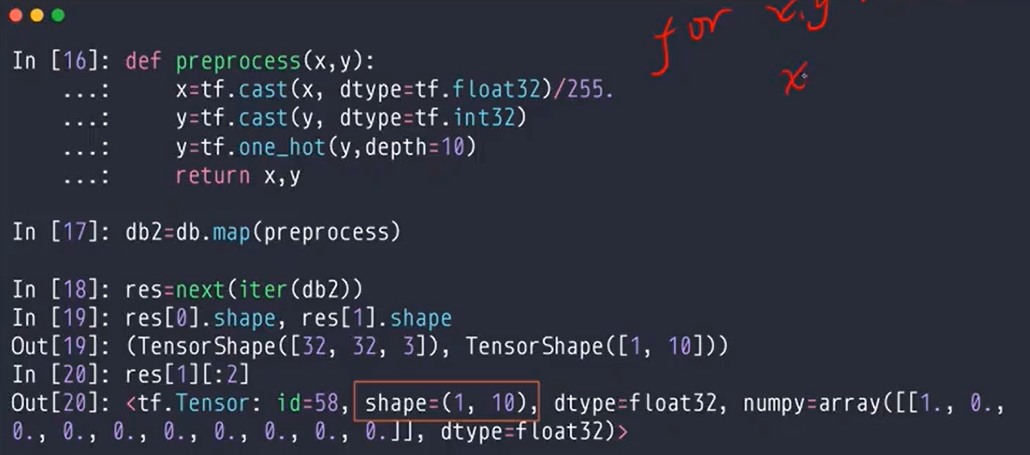 for x,y
x
In [16]: def preprocess(x,y):
...: x=tf.cast(x, dtype=tf.float32)/255.
...: y=tf.cast(y, dtype=tf.int32)
...: y=tf.one_hot(y,depth=10)
...: return x,y
In [17]: db2=db.map(preprocess)
In [18]: res=next(iter(db2))
In [19]: res[0].shape, res[1].shape
Out[19]: (TensorShape([32, 32, 3]), TensorShape([1, 10]))
In [20]: res[1][:2]
Out[20]: <tf.Tensor: id=58, shape=(1, 10), dtype=float32, numpy=array([[1., 0.,
0., 0., 0., 0., 0., 0., 0., 0.]], dtype=float32)>